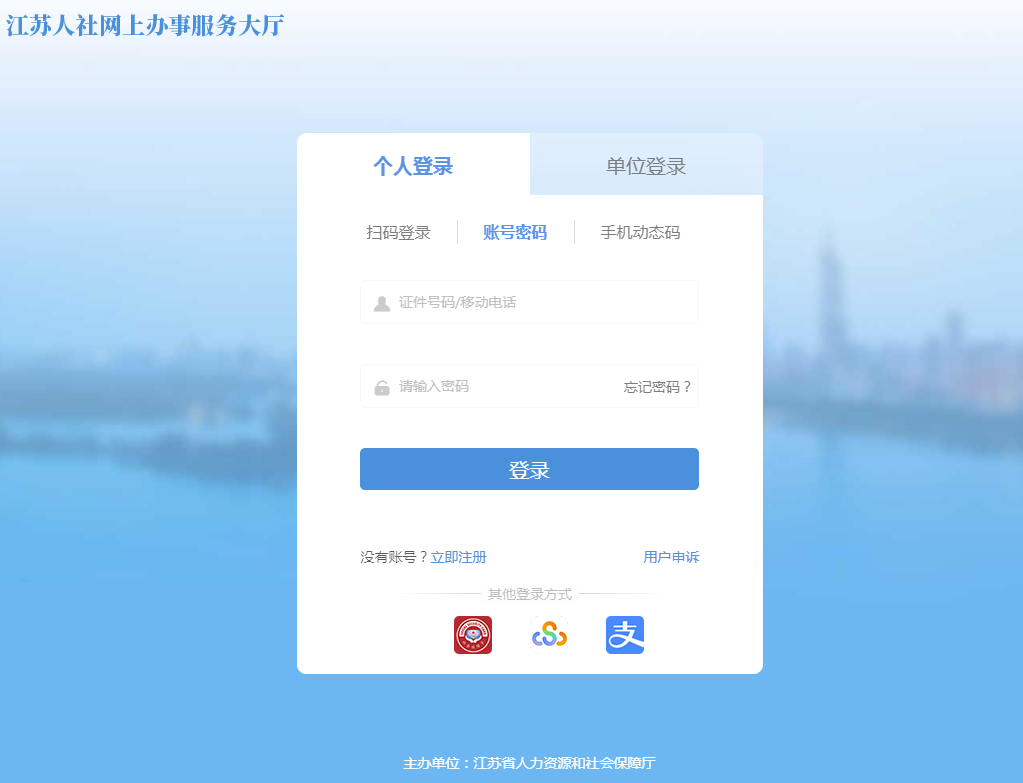 江苏人社网上办事服务大厅
个人登录 单位登录
扫码登录 账号密码 手机动态码
证件号码/移动电话
请输入密码 忘记密码？
登录
没有账号？立即注册 用户申诉
其他登录方式
支
主办单位：江苏省人力资源和社会保障厅